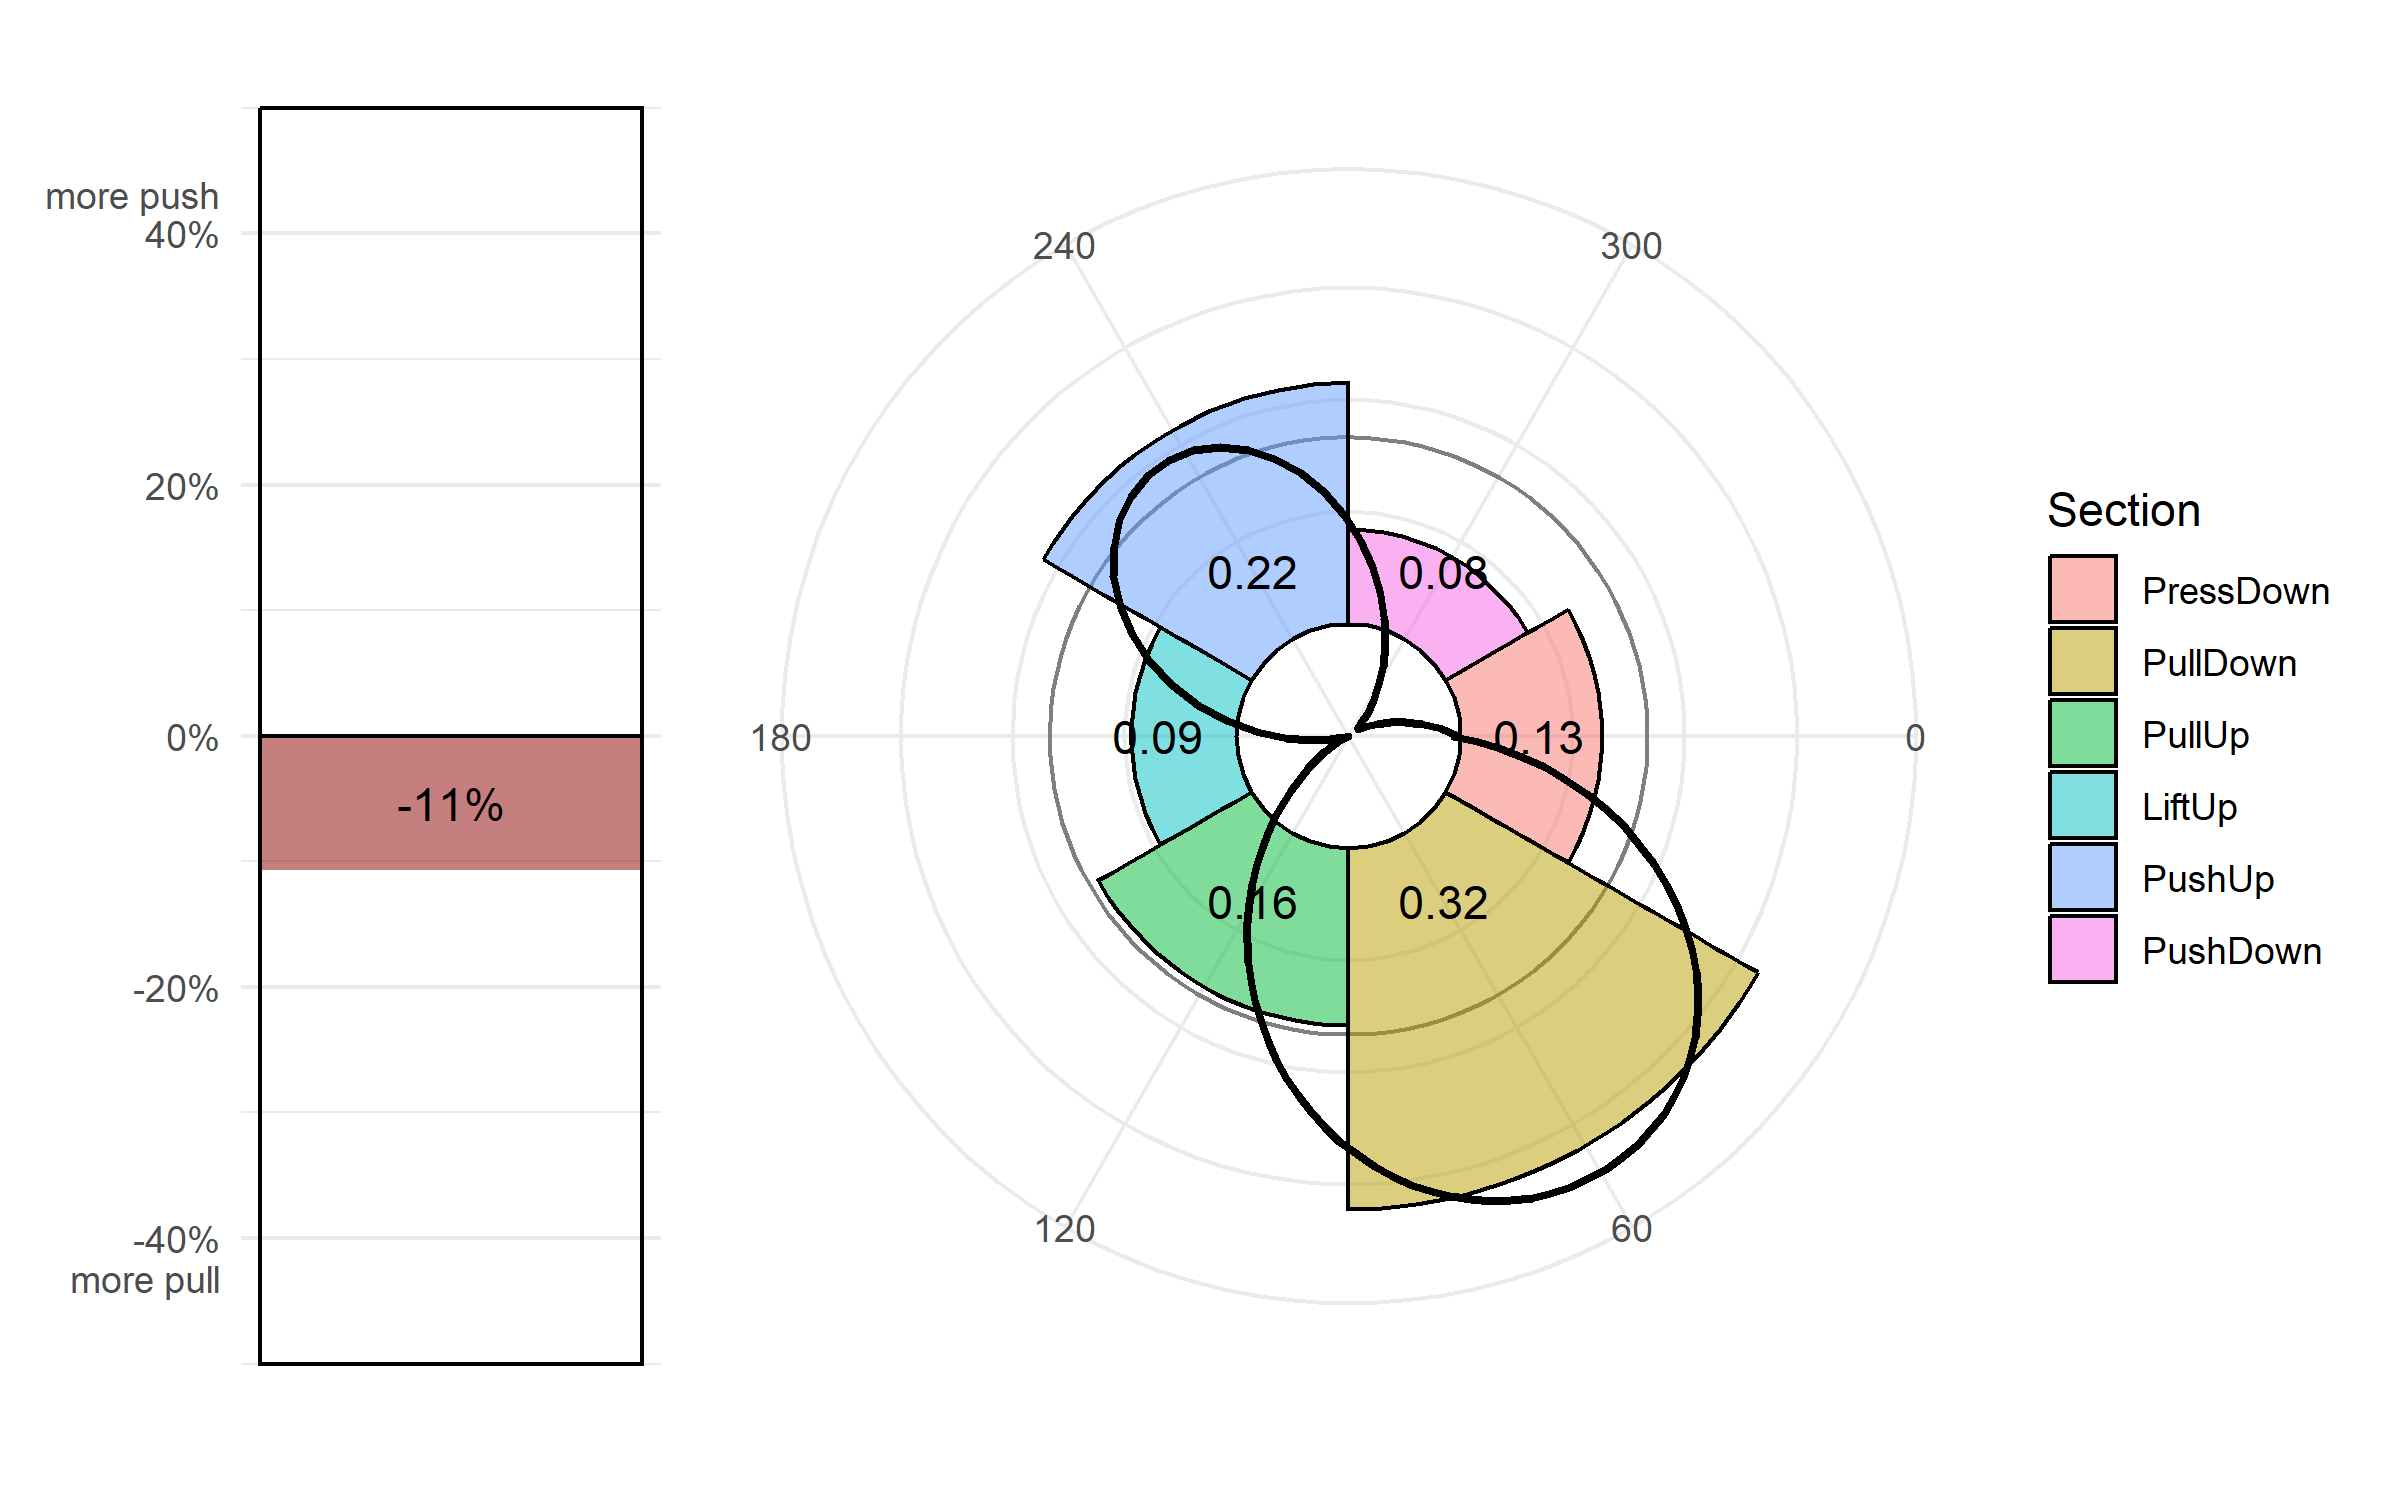 more push
40%
20%
0%
-20%
-40%
more pull
-11%
240
300
180
0
120
60
0.22
0.08
0.09
0.13
0.16
0.32
Section
PressDown
PullDown
PullUp
LiftUp
PushUp
PushDown